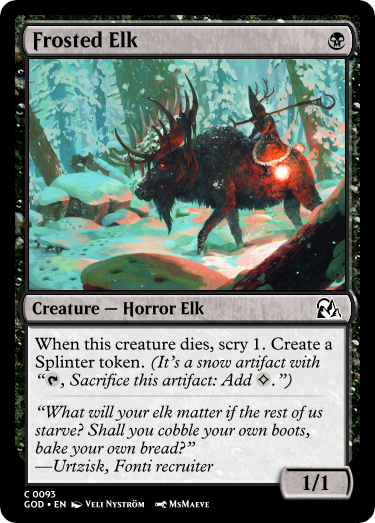 Frosted Elk
Creature — Horror Elk
When this creature dies, scry 1. Create a
Splinter token. (It's a snow artifact with
“, Sacrifice this artifact: Add .”)
“What will your elk matter if the rest of us
starve? Shall you cobble your own boots,
bake your own bread?”
—Urtzisk, Fonti recruiter
1/1
C 0093
GOD • EN Veli Nyström MsMaeve